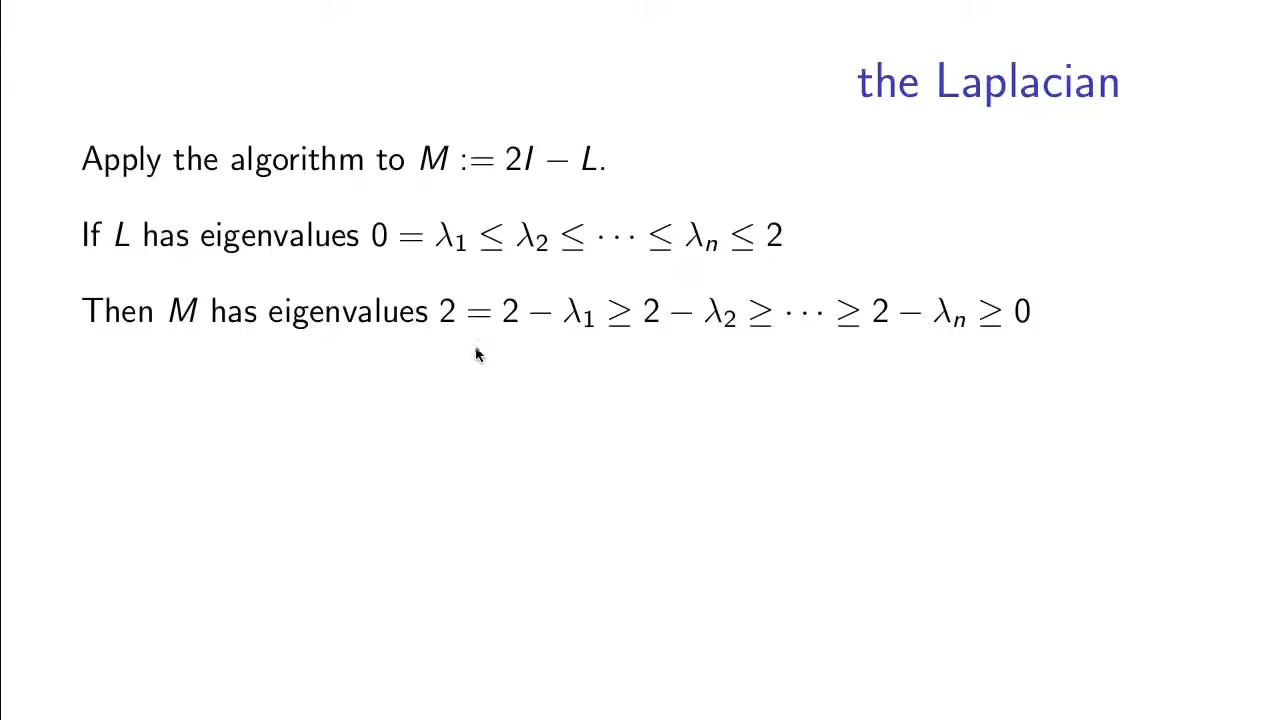 the Laplacian
Apply the algorithm to M := 2I − L.
If L has eigenvalues 0 = λ₁ ≤ λ₂ ≤ ⋯ ≤ λₙ ≤ 2
Then M has eigenvalues 2 = 2 − λ₁ ≥ 2 − λ₂ ≥ ⋯ ≥ 2 − λₙ ≥ 0